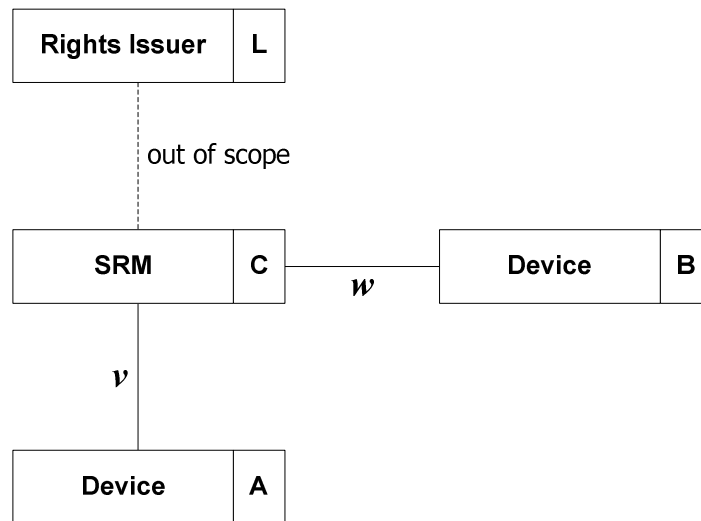 Rights Issuer L
out of scope
SRM C
Device B
w
v
Device A